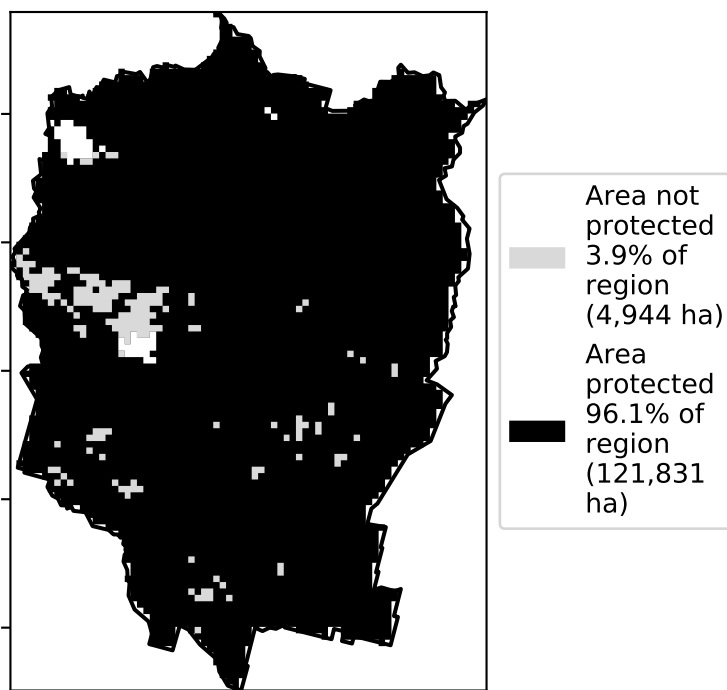 Area not
protected
3.9% of
region
(4,944 ha)
Area
protected
96.1% of
region
(121,831
ha)